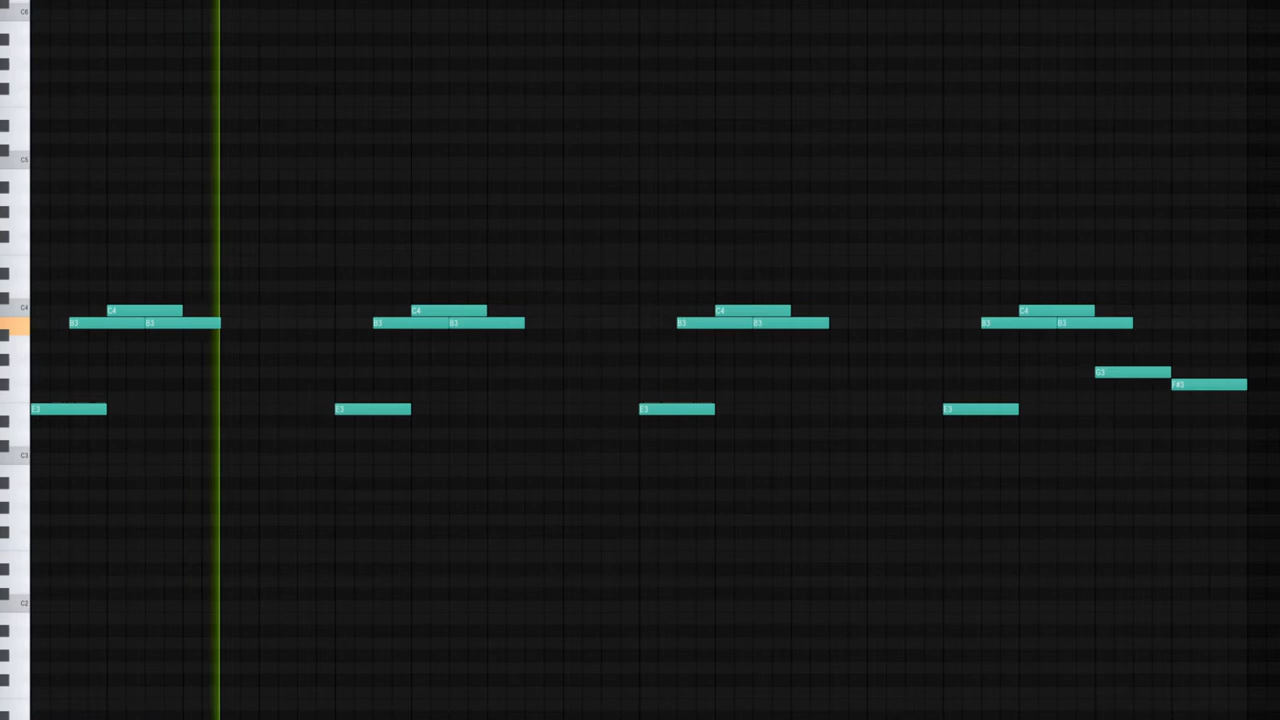 C6
C5
C4
C4 C4 C4 C4
B3 B3 B3 B3 B3 B3 B3 B3
G3
F#3
E3 E3 E3 E3
C3
C2